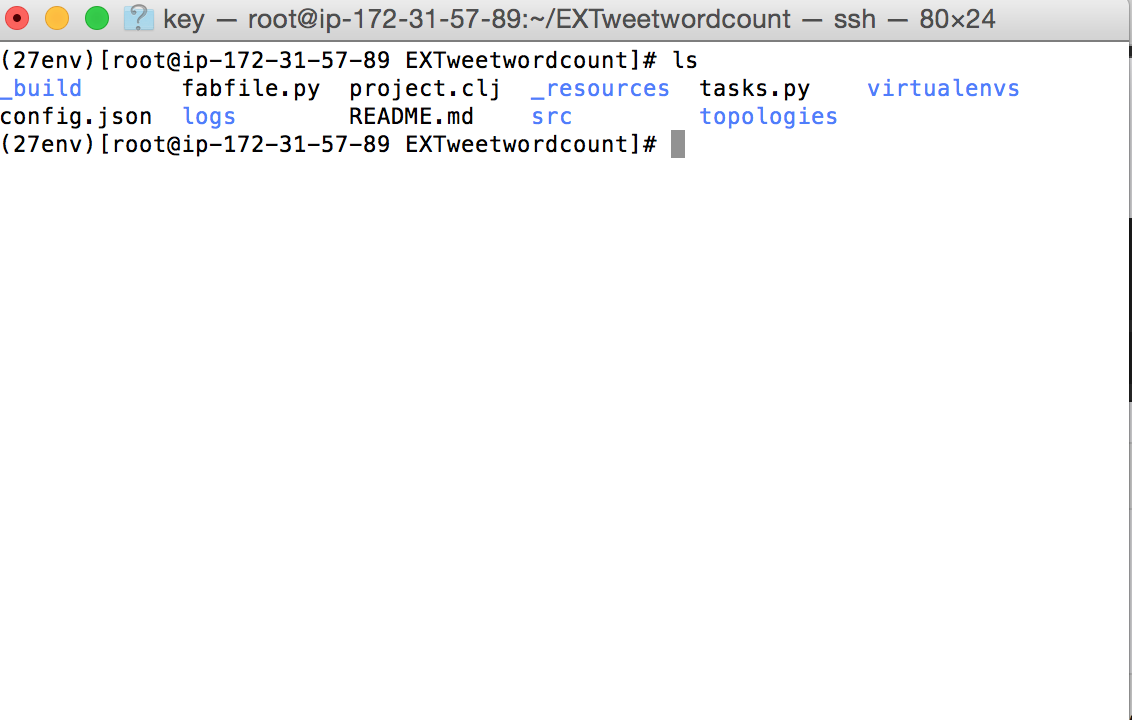 key — root@ip-172-31-57-89:~/EXTweetwordcount — ssh — 80×24
(27env)[root@ip-172-31-57-89 EXTweetwordcount]# ls
_build       fabfile.py  project.clj  _resources  tasks.py    virtualenvs
config.json  logs        README.md    src         topologies
(27env)[root@ip-172-31-57-89 EXTweetwordcount]#